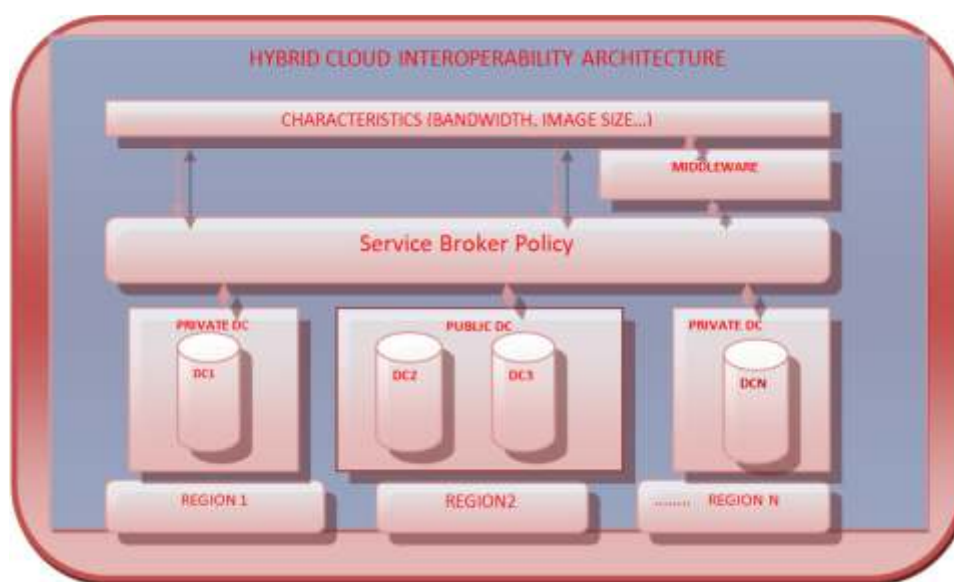 HYBRID CLOUD INTEROPERABILITY ARCHITECTURE
CHARACTERISTICS (BANDWIDTH, IMAGE SIZE...)
MIDDLEWARE
Service Broker Policy
PRIVATE DC
PUBLIC DC
PRIVATE DC
DC1
DC2
DC3
DCN
REGION 1
REGION2
......... REGION N